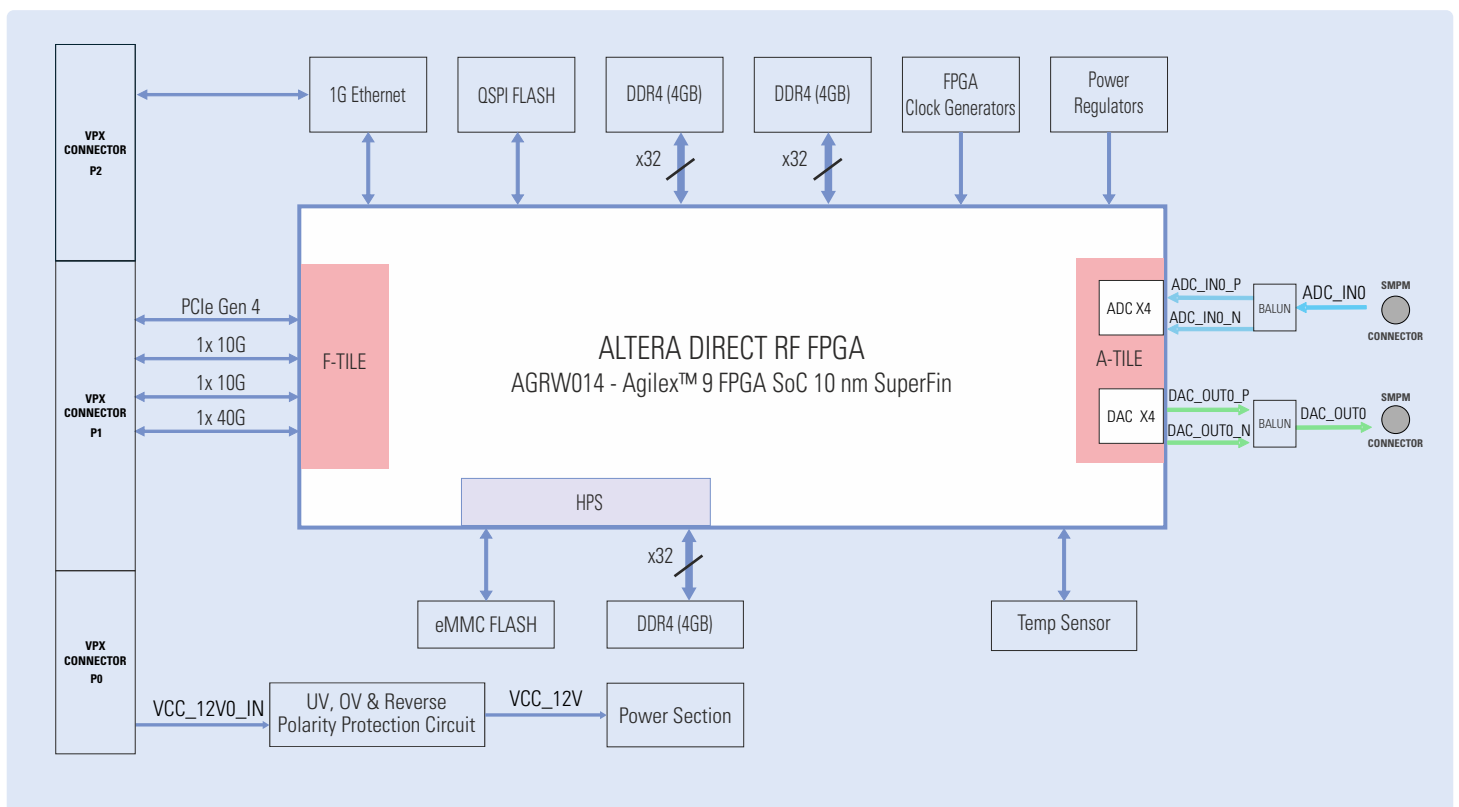 VPX
CONNECTOR
P2
1G Ethernet
QSPI FLASH
DDR4 (4GB)
DDR4 (4GB)
FPGA
Clock Generators
Power
Regulators
x32
x32
VPX
CONNECTOR
P1
PCIe Gen 4
1x 10G
1x 10G
1x 40G
F-TILE
ALTERA DIRECT RF FPGA
AGRW014 - Agilex™ 9 FPGA SoC 10 nm SuperFin
A-TILE
ADC X4
DAC X4
ADC_IN0_P
ADC_IN0_N
BALUN
ADC_IN0
SMPM
CONNECTOR
DAC_OUT0_P
DAC_OUT0_N
BALUN
DAC_OUT0
SMPM
CONNECTOR
HPS
x32
eMMC FLASH
DDR4 (4GB)
Temp Sensor
VPX
CONNECTOR
P0
VCC_12V0_IN
UV, OV & Reverse
Polarity Protection Circuit
VCC_12V
Power Section